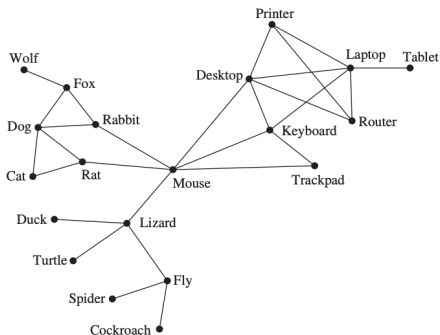 Printer
Wolf
Laptop
Tablet
Fox
Desktop
Dog
Rabbit
Keyboard
Router
Cat
Rat
Mouse
Trackpad
Duck
Lizard
Turtle
Fly
Spider
Cockroach